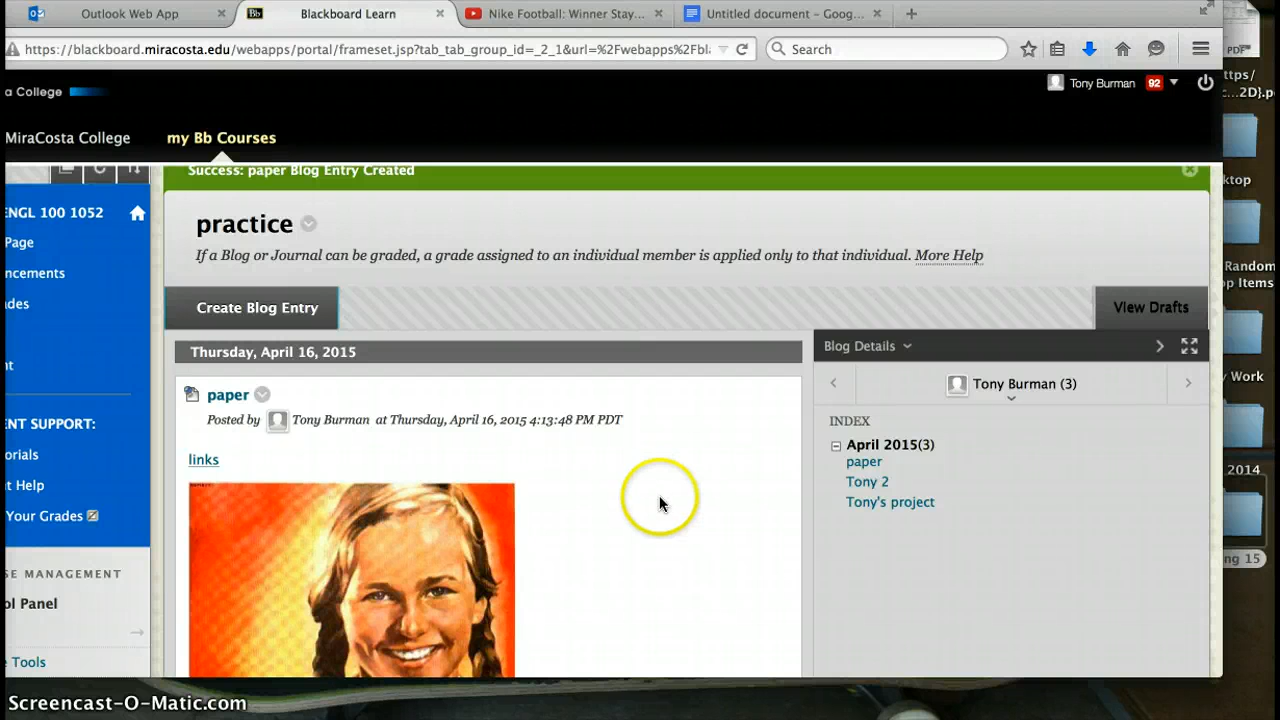 Outlook Web App
Blackboard Learn
Nike Football: Winner Stay...
Untitled document – Goog...
https://blackboard.miracosta.edu/webapps/portal/frameset.jsp?tab_tab_group_id=_2_1&url=%2Fwebapps%2Fbl
Search
PDF
ttps/
c...2D}.p
a College
Tony Burman 92
MiraCosta College
my Bb Courses
ktop
Success: paper Blog Entry Created
ENGL 100 1052
practice
Page
If a Blog or Journal can be graded, a grade assigned to an individual member is applied only to that individual. More Help
ncements
Random
op Items
ades
Create Blog Entry
View Drafts
Thursday, April 16, 2015
Blog Details
nt
y Work
paper
Tony Burman (3)
Posted by Tony Burman at Thursday, April 16, 2015 4:13:48 PM PDT
INDEX
ENT SUPPORT:
April 2015(3)
orials
links
paper
2014
t Help
Tony 2
Your Grades
Tony's project
ng 15
SE MANAGEMENT
ol Panel
e Tools
Screencast-O-Matic.com